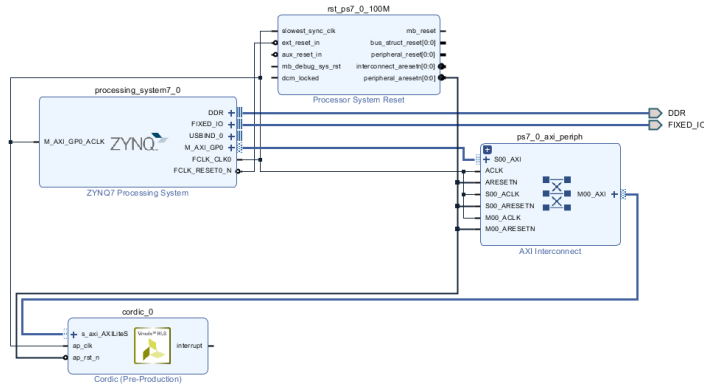 rst_ps7_0_100M
slowest_sync_clk
mb_reset
ext_reset_in
bus_struct_reset[0:0]
aux_reset_in
peripheral_reset[0:0]
mb_debug_sys_rst
interconnect_aresetn[0:0]
dcm_locked
peripheral_aresetn[0:0]
Processor System Reset
processing_system7_0
DDR
FIXED_IO
USBIND_0
M_AXI_GP0
FCLK_CLK0
FCLK_RESET0_N
M_AXI_GP0_ACLK
ZYNQ
ZYNQ7 Processing System
DDR
FIXED_IO
ps7_0_axi_periph
S00_AXI
ACLK
ARESETN
S00_ACLK
S00_ARESETN
M00_ACLK
M00_ARESETN
M00_AXI
AXI Interconnect
cordic_0
s_axi_AXILiteS
ap_clk
ap_rst_n
Vivado™ HLS
interrupt
Cordic (Pre-Production)